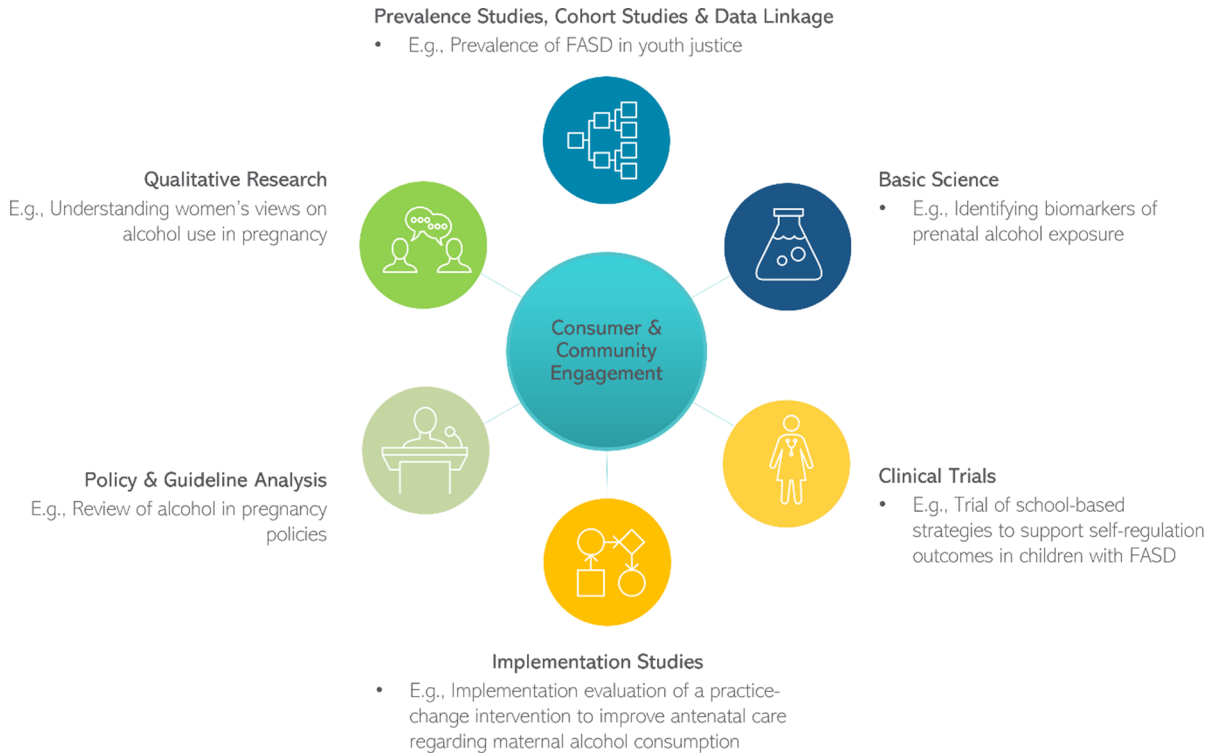 Prevalence Studies, Cohort Studies & Data Linkage
• E.g., Prevalence of FASD in youth justice
Qualitative Research
E.g., Understanding women’s views on
alcohol use in pregnancy
Basic Science
• E.g., Identifying biomarkers of
prenatal alcohol exposure
Consumer &
Community
Engagement
Policy & Guideline Analysis
E.g., Review of alcohol in pregnancy
policies
Clinical Trials
• E.g., Trial of school-based
strategies to support self-regulation
outcomes in children with FASD
Implementation Studies
• E.g., Implementation evaluation of a practice-
change intervention to improve antenatal care
regarding maternal alcohol consumption